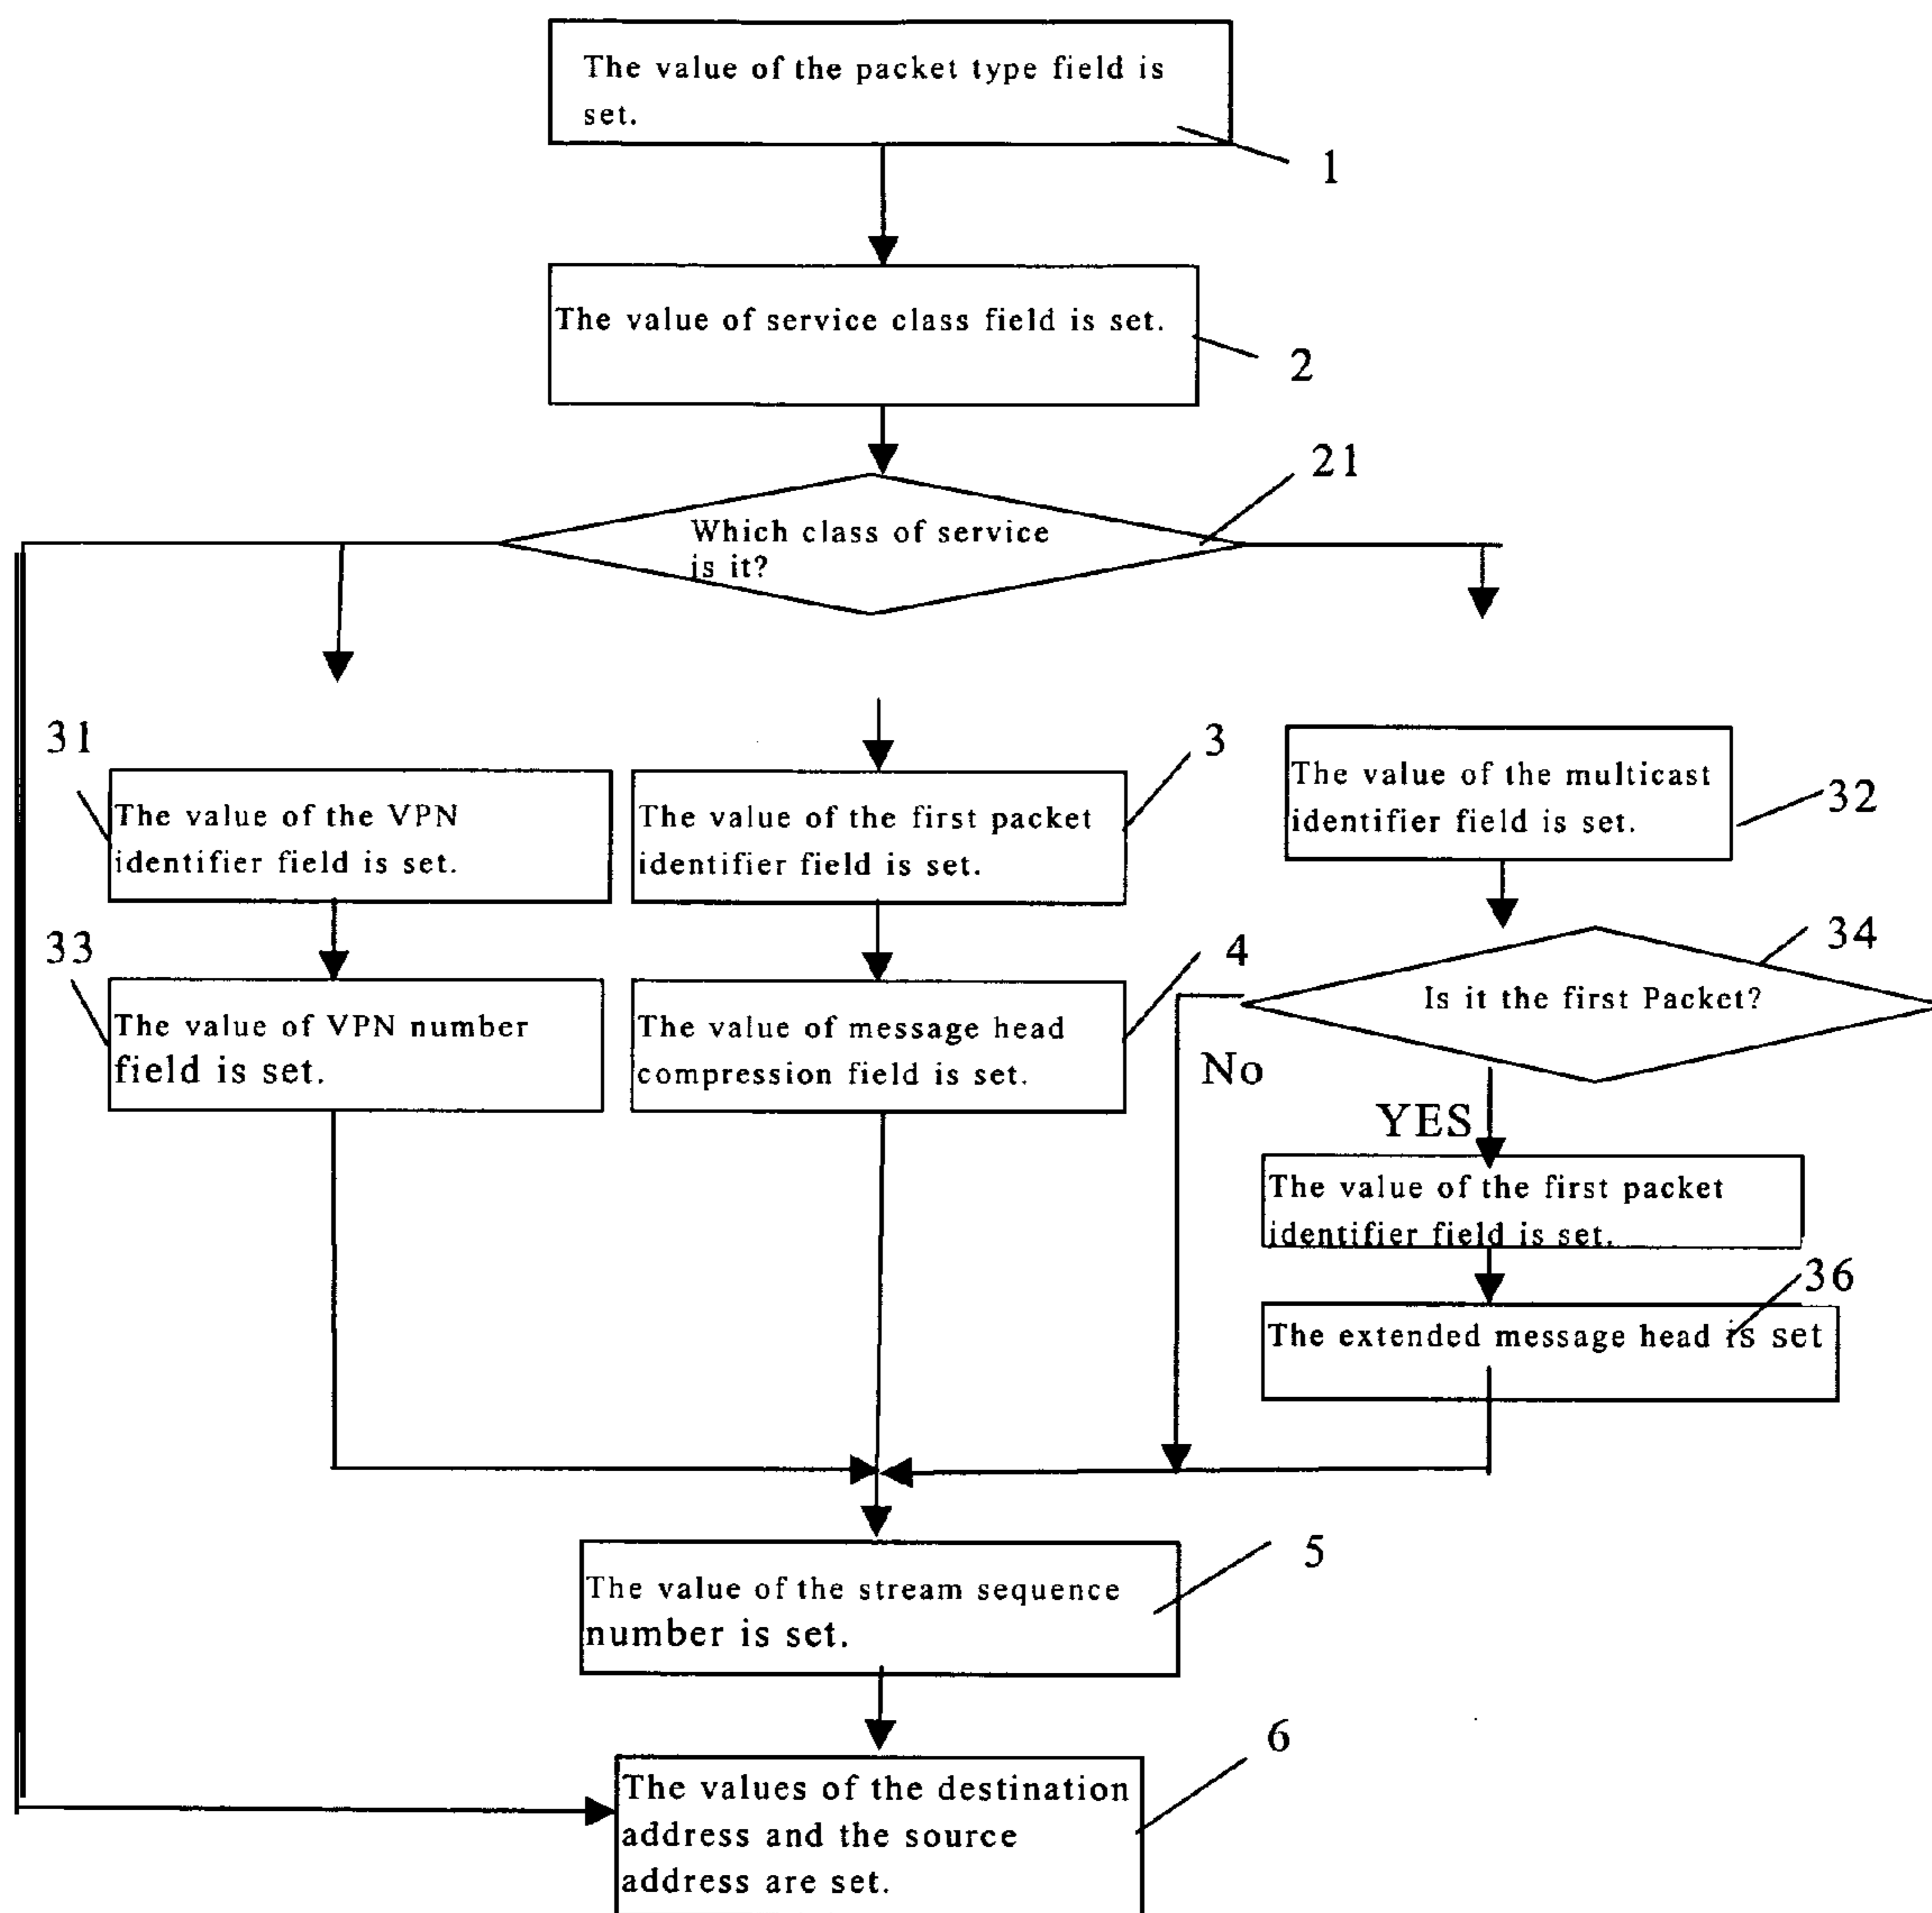 The value of the packet type field is
set.
1
The value of service class field is set.
2
21
Which class of service
is it?
31
The value of the VPN
identifier field is set.
3
The value of the first packet
identifier field is set.
32
The value of the multicast
identifier field is set.
33
The value of VPN number
field is set.
4
The value of message head
compression field is set.
34
Is it the first Packet?
No
YES
The value of the first packet
identifier field is set.
36
The extended message head is set
5
The value of the stream sequence
number is set.
6
The values of the destination
address and the source
address are set.